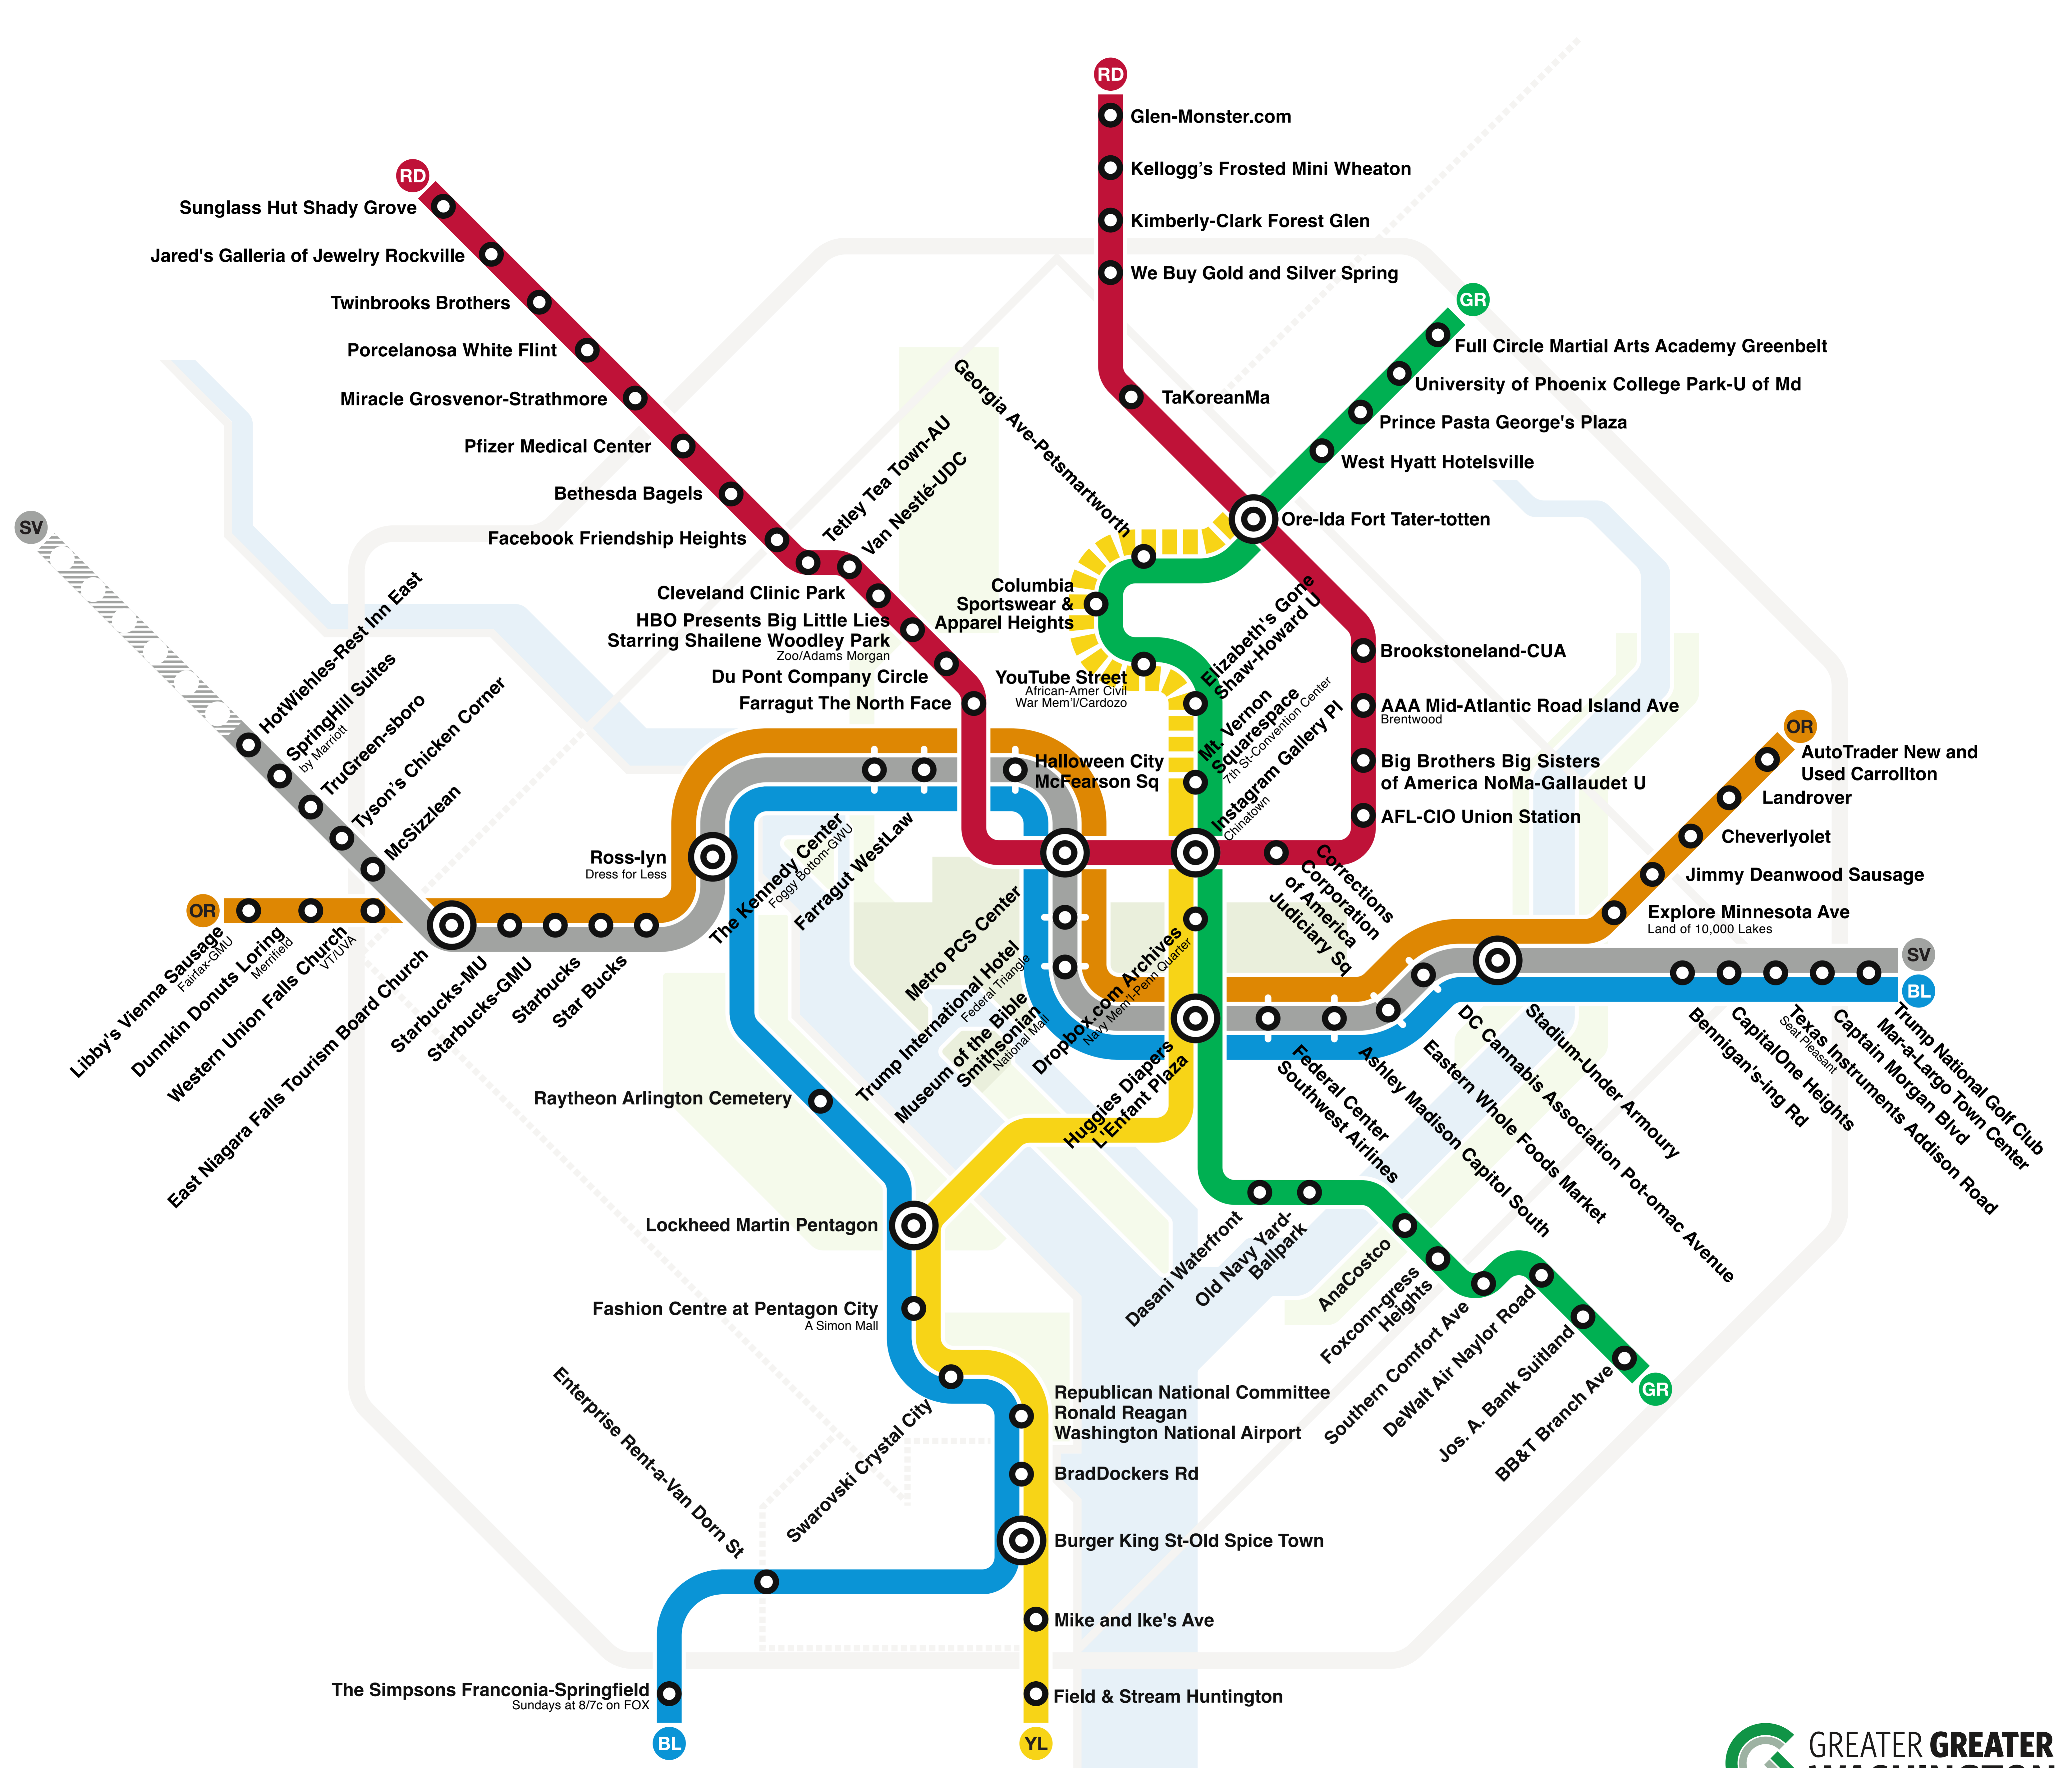 RD
Glen-Monster.com
Kellogg's Frosted Mini Wheaton
Kimberly-Clark Forest Glen
We Buy Gold and Silver Spring
TaKoreanMa
RD
Sunglass Hut Shady Grove
Jared's Galleria of Jewelry Rockville
Twinbrooks Brothers
Porcelanosa White Flint
Miracle Grosvenor-Strathmore
Pfizer Medical Center
Bethesda Bagels
Facebook Friendship Heights
Tetley Tea Town-AU
Van Nestlé-UDC
Cleveland Clinic Park
HBO Presents Big Little Lies
Starring Shailene Woodley Park
Zoo/Adams Morgan
Du Pont Company Circle
Farragut The North Face
GR
Full Circle Martial Arts Academy Greenbelt
University of Phoenix College Park-U of Md
Prince Pasta George's Plaza
West Hyatt Hotelsville
Ore-Ida Fort Tater-totten
Georgia Ave-Petsmartworth
Columbia
Sportswear &
Apparel Heights
YouTube Street
African-Amer Civil
War Mem'l/Cardozo
Elizabeth's Gone
Shaw-Howard U
Mt. Vernon
Squarespace
7th St-Convention Center
Instagram Gallery Pl
Chinatown
Brookstoneland-CUA
AAA Mid-Atlantic Road Island Ave
Brentwood
Big Brothers Big Sisters
of America NoMa-Gallaudet U
AFL-CIO Union Station
Corrections
Corporation
of America
Judiciary Sq
SV
HotWiehles-Rest Inn East
SpringHill Suites
by Marriott
TruGreen-sboro
Tyson's Chicken Corner
McSizzlean
OR
Libby's Vienna Sausage
Fairfax-GMU
Dunnkin Donuts Loring
Merrifield
Western Union Falls Church
VT/UVA
East Niagara Falls Tourism Board Church
Starbucks-MU
Starbucks-GMU
Starbucks
Star Bucks
Ross-lyn
Dress for Less
The Kennedy Center
Foggy Bottom-GWU
Farragut WestLaw
Halloween City
McFearson Sq
Metro PCS Center
Trump International Hotel
Federal Triangle
Museum of the Bible
Smithsonian
National Mall
Dropbox.com Archives
Navy Mem'l-Penn Quarter
Huggies Diapers
L'Enfant Plaza
Federal Center
Southwest Airlines
Ashley Madison Capitol South
Eastern Whole Foods Market
DC Cannabis Association Pot-omac Avenue
Stadium-Under Armoury
OR
AutoTrader New and
Used Carrollton
Landrover
Cheverlyolet
Jimmy Deanwood Sausage
Explore Minnesota Ave
Land of 10,000 Lakes
SV
BL
Bennigan's-ing Rd
CapitalOne Heights
Texas Instruments Addison Road
Seat Pleasant
Captain Morgan Blvd
Mar-a-Largo Town Center
Trump National Golf Club
Raytheon Arlington Cemetery
Lockheed Martin Pentagon
Fashion Centre at Pentagon City
A Simon Mall
Swarovski Crystal City
Republican National Committee
Ronald Reagan
Washington National Airport
BradDockers Rd
Burger King St-Old Spice Town
Enterprise Rent-a-Van Dorn St
The Simpsons Franconia-Springfield
Sundays at 8/7c on FOX
BL
Mike and Ike's Ave
Field & Stream Huntington
YL
Dasani Waterfront
Old Navy Yard-
Ballpark
AnaCostco
Foxconn-gress
Heights
Southern Comfort Ave
DeWalt Air Naylor Road
Jos. A. Bank Suitland
BB&T Branch Ave
GR
GREATER GREATER
WASHINGTON